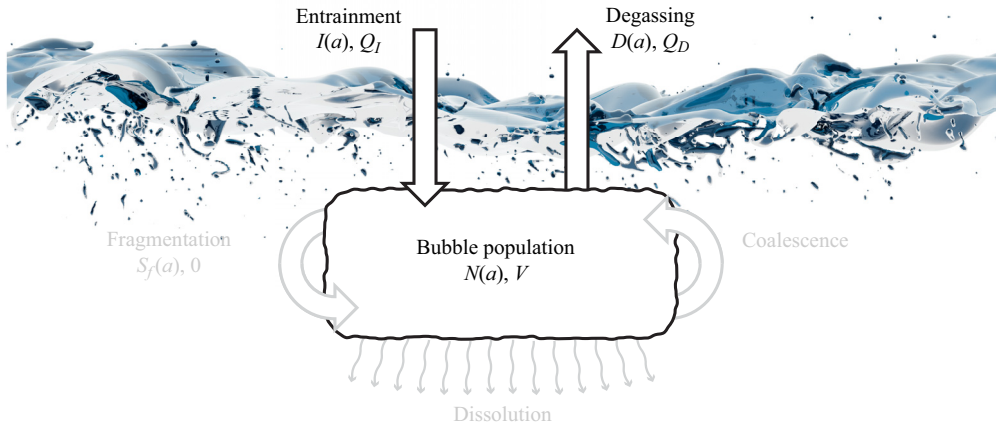 Entrainment
I(a), Q_I
Degassing
D(a), Q_D
Fragmentation
S_f(a), 0
Bubble population
N(a), V
Coalescence
Dissolution